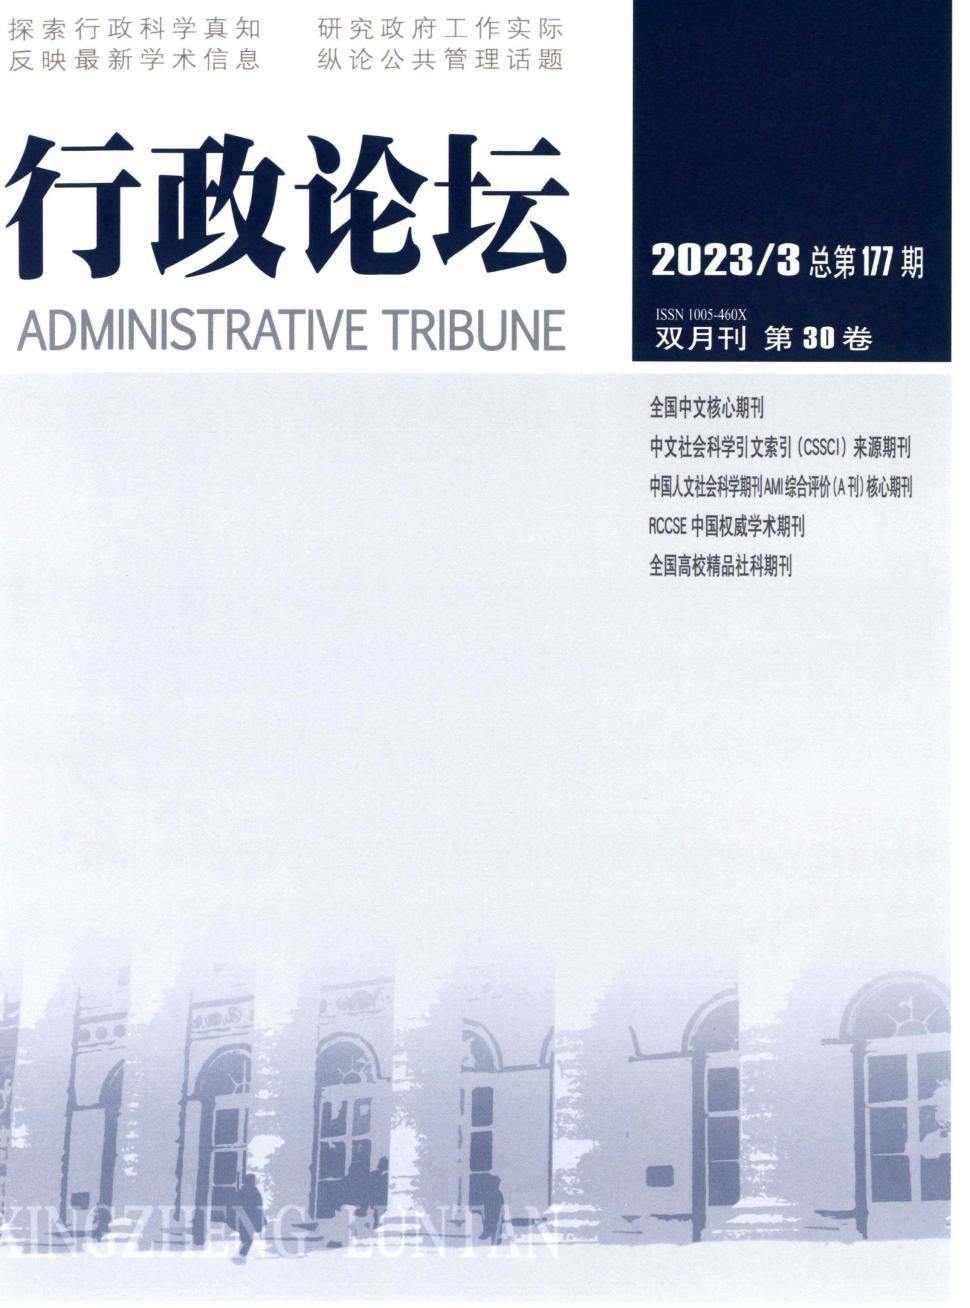 探索行政科学真知 研究政府工作实际
反映最新学术信息 纵论公共管理话题
行政论坛
ADMINISTRATIVE TRIBUNE
2023/3 总第177期
ISSN 1005-460X
双月刊 第30卷
全国中文核心期刊
中文社会科学引文索引(CSSCI)来源期刊
中国人文社会科学期刊AMI综合评价(A刊)核心期刊
RCCSE 中国权威学术期刊
全国高校精品社科期刊
XINGZHENG LUNTAN